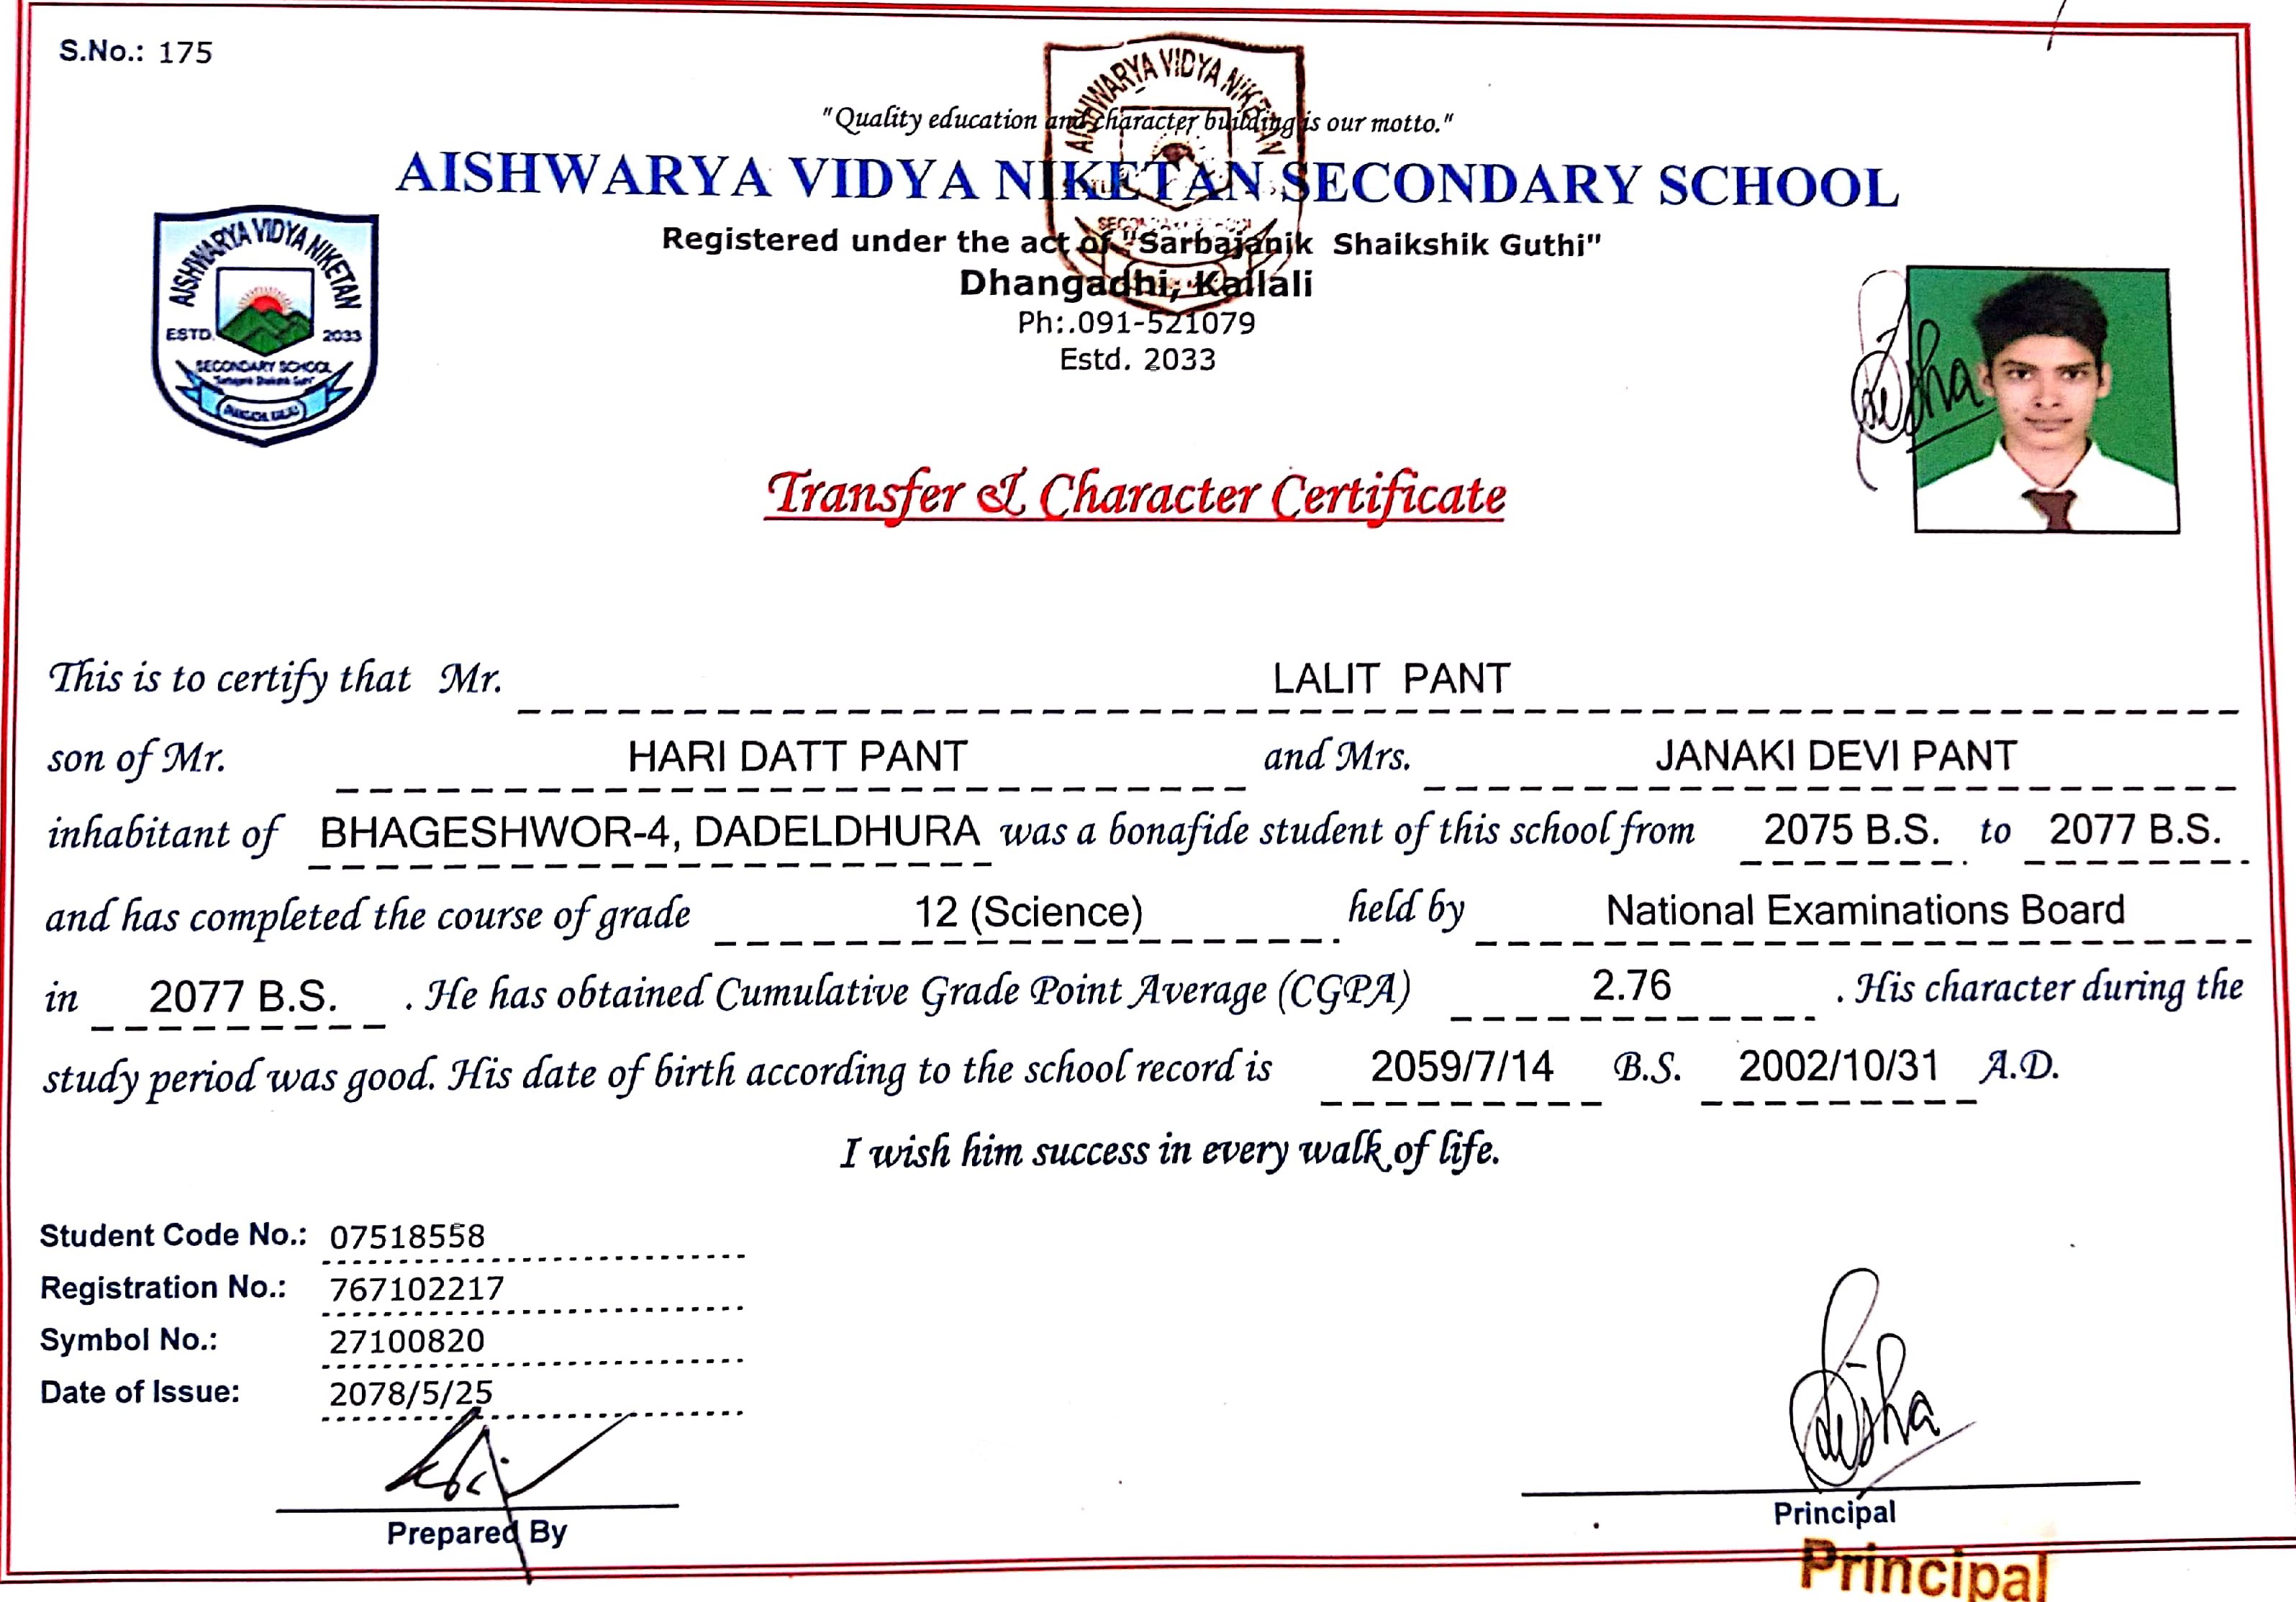 S.No.: 175
AISHWARYA VIDYA NIKETAN
"Quality education and character building is our motto."
AISHWARYA VIDYA NIKETAN SECONDARY SCHOOL
Registered under the act of "Sarbajanik Shaikshik Guthi"
Dhangadhi, Kailali
Ph:.091-521079
Estd. 2033
AISHWARYA VIDYA NIKETAN
ESTD. 2033
SECONDARY SCHOOL
Transfer & Character Certificate
This is to certify that Mr. LALIT PANT
son of Mr. HARI DATT PANT and Mrs. JANAKI DEVI PANT
inhabitant of BHAGESHWOR-4, DADELDHURA was a bonafide student of this school from 2075 B.S. to 2077 B.S.
and has completed the course of grade 12 (Science) held by National Examinations Board
in 2077 B.S. . He has obtained Cumulative Grade Point Average (CGPA) 2.76 . His character during the
study period was good. His date of birth according to the school record is 2059/7/14 B.S. 2002/10/31 A.D.
I wish him success in every walk of life.
Student Code No.: 07518558
Registration No.: 767102217
Symbol No.: 27100820
Date of Issue: 2078/5/25
Prepared By
Principal
Principal